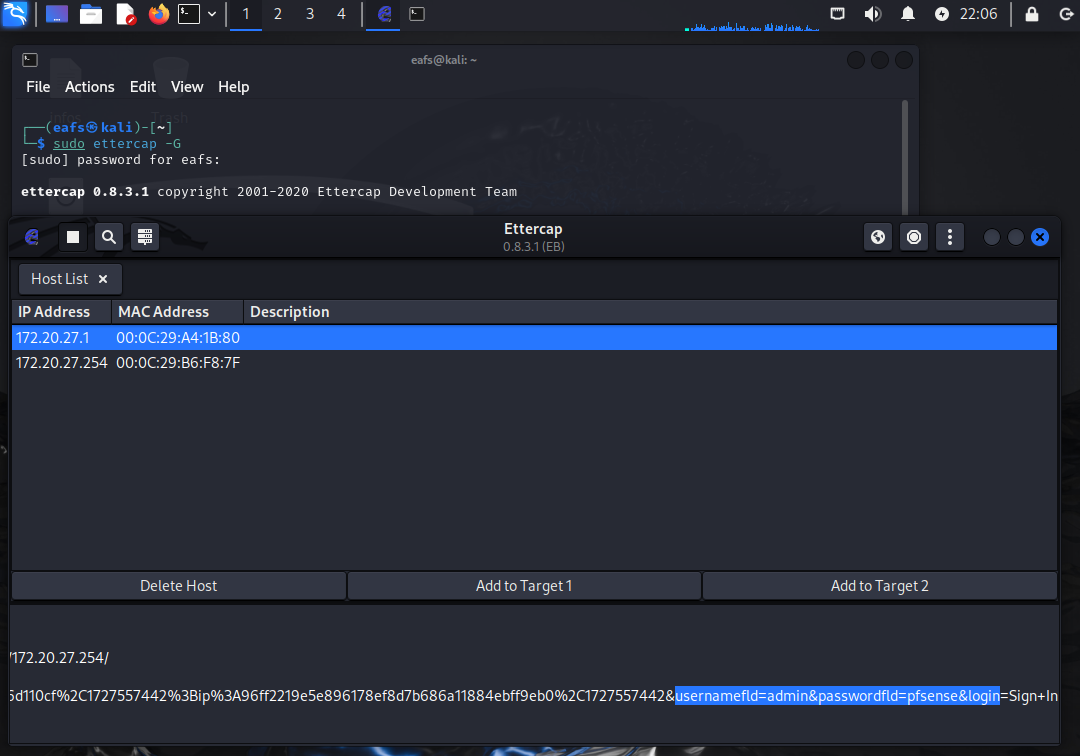 1 2 3 4 22:06
eafs@kali: ~
File Actions Edit View Help
┌──(eafs㉿kali)-[~]
└─$ sudo ettercap -G
[sudo] password for eafs:
ettercap 0.8.3.1 copyright 2001-2020 Ettercap Development Team
Ettercap
0.8.3.1 (EB)
Host List ×
IP Address MAC Address Description
172.20.27.1 00:0C:29:A4:1B:80
172.20.27.254 00:0C:29:B6:F8:7F
Delete Host Add to Target 1 Add to Target 2
/172.20.27.254/
5d110cf%2C1727557442%3Bip%3A96ff2219e5e896178ef8d7b686a11884ebff9eb0%2C1727557442&usernamefld=admin&passwordfld=pfsense&login=Sign+In